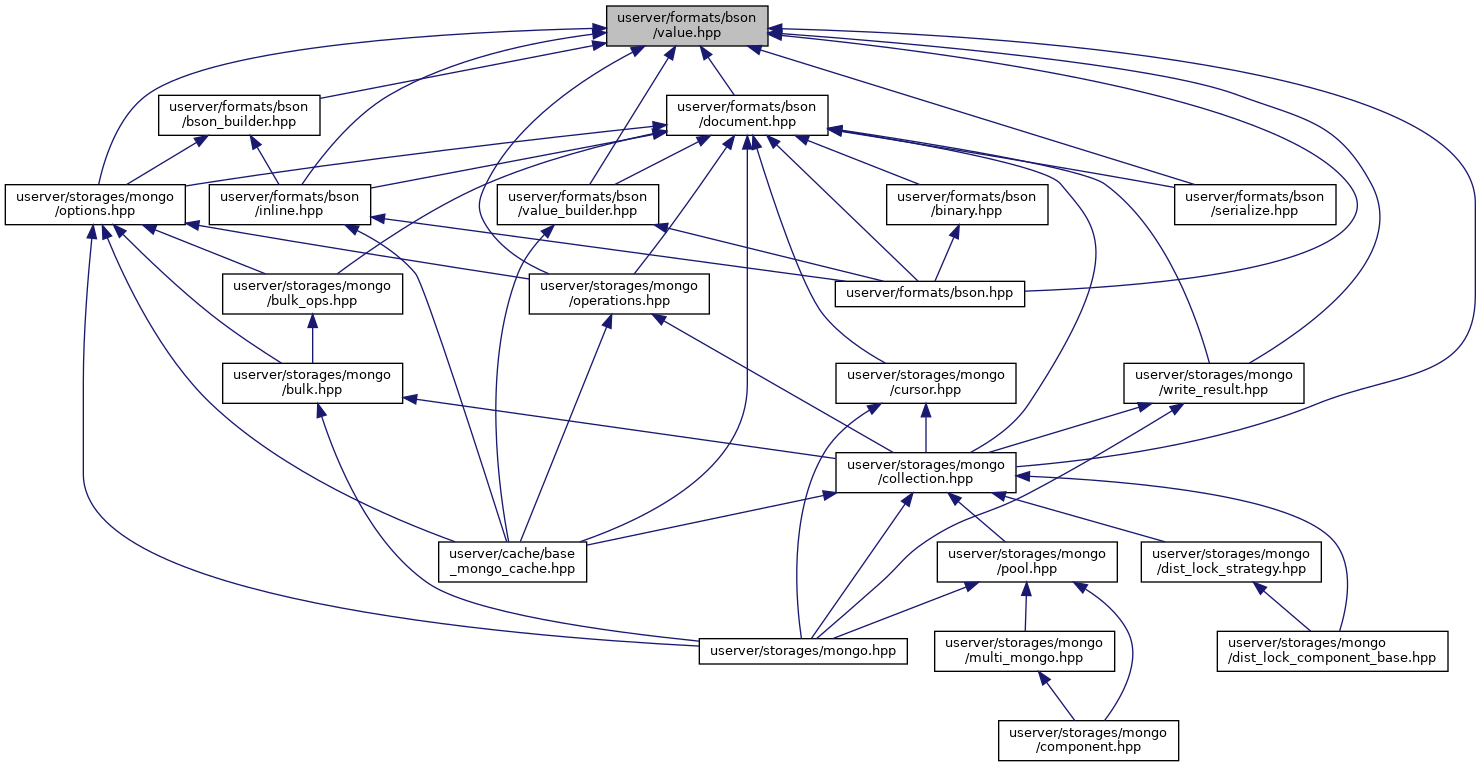 userver/formats/bson
/value.hpp
userver/formats/bson
/bson_builder.hpp
userver/formats/bson
/document.hpp
userver/storages/mongo
/options.hpp
userver/formats/bson
/inline.hpp
userver/formats/bson
/value_builder.hpp
userver/formats/bson
/binary.hpp
userver/formats/bson
/serialize.hpp
userver/storages/mongo
/bulk_ops.hpp
userver/storages/mongo
/operations.hpp
userver/formats/bson.hpp
userver/storages/mongo
/bulk.hpp
userver/storages/mongo
/cursor.hpp
userver/storages/mongo
/write_result.hpp
userver/storages/mongo
/collection.hpp
userver/cache/base
_mongo_cache.hpp
userver/storages/mongo
/pool.hpp
userver/storages/mongo
/dist_lock_strategy.hpp
userver/storages/mongo.hpp
userver/storages/mongo
/multi_mongo.hpp
userver/storages/mongo
/dist_lock_component_base.hpp
userver/storages/mongo
/component.hpp